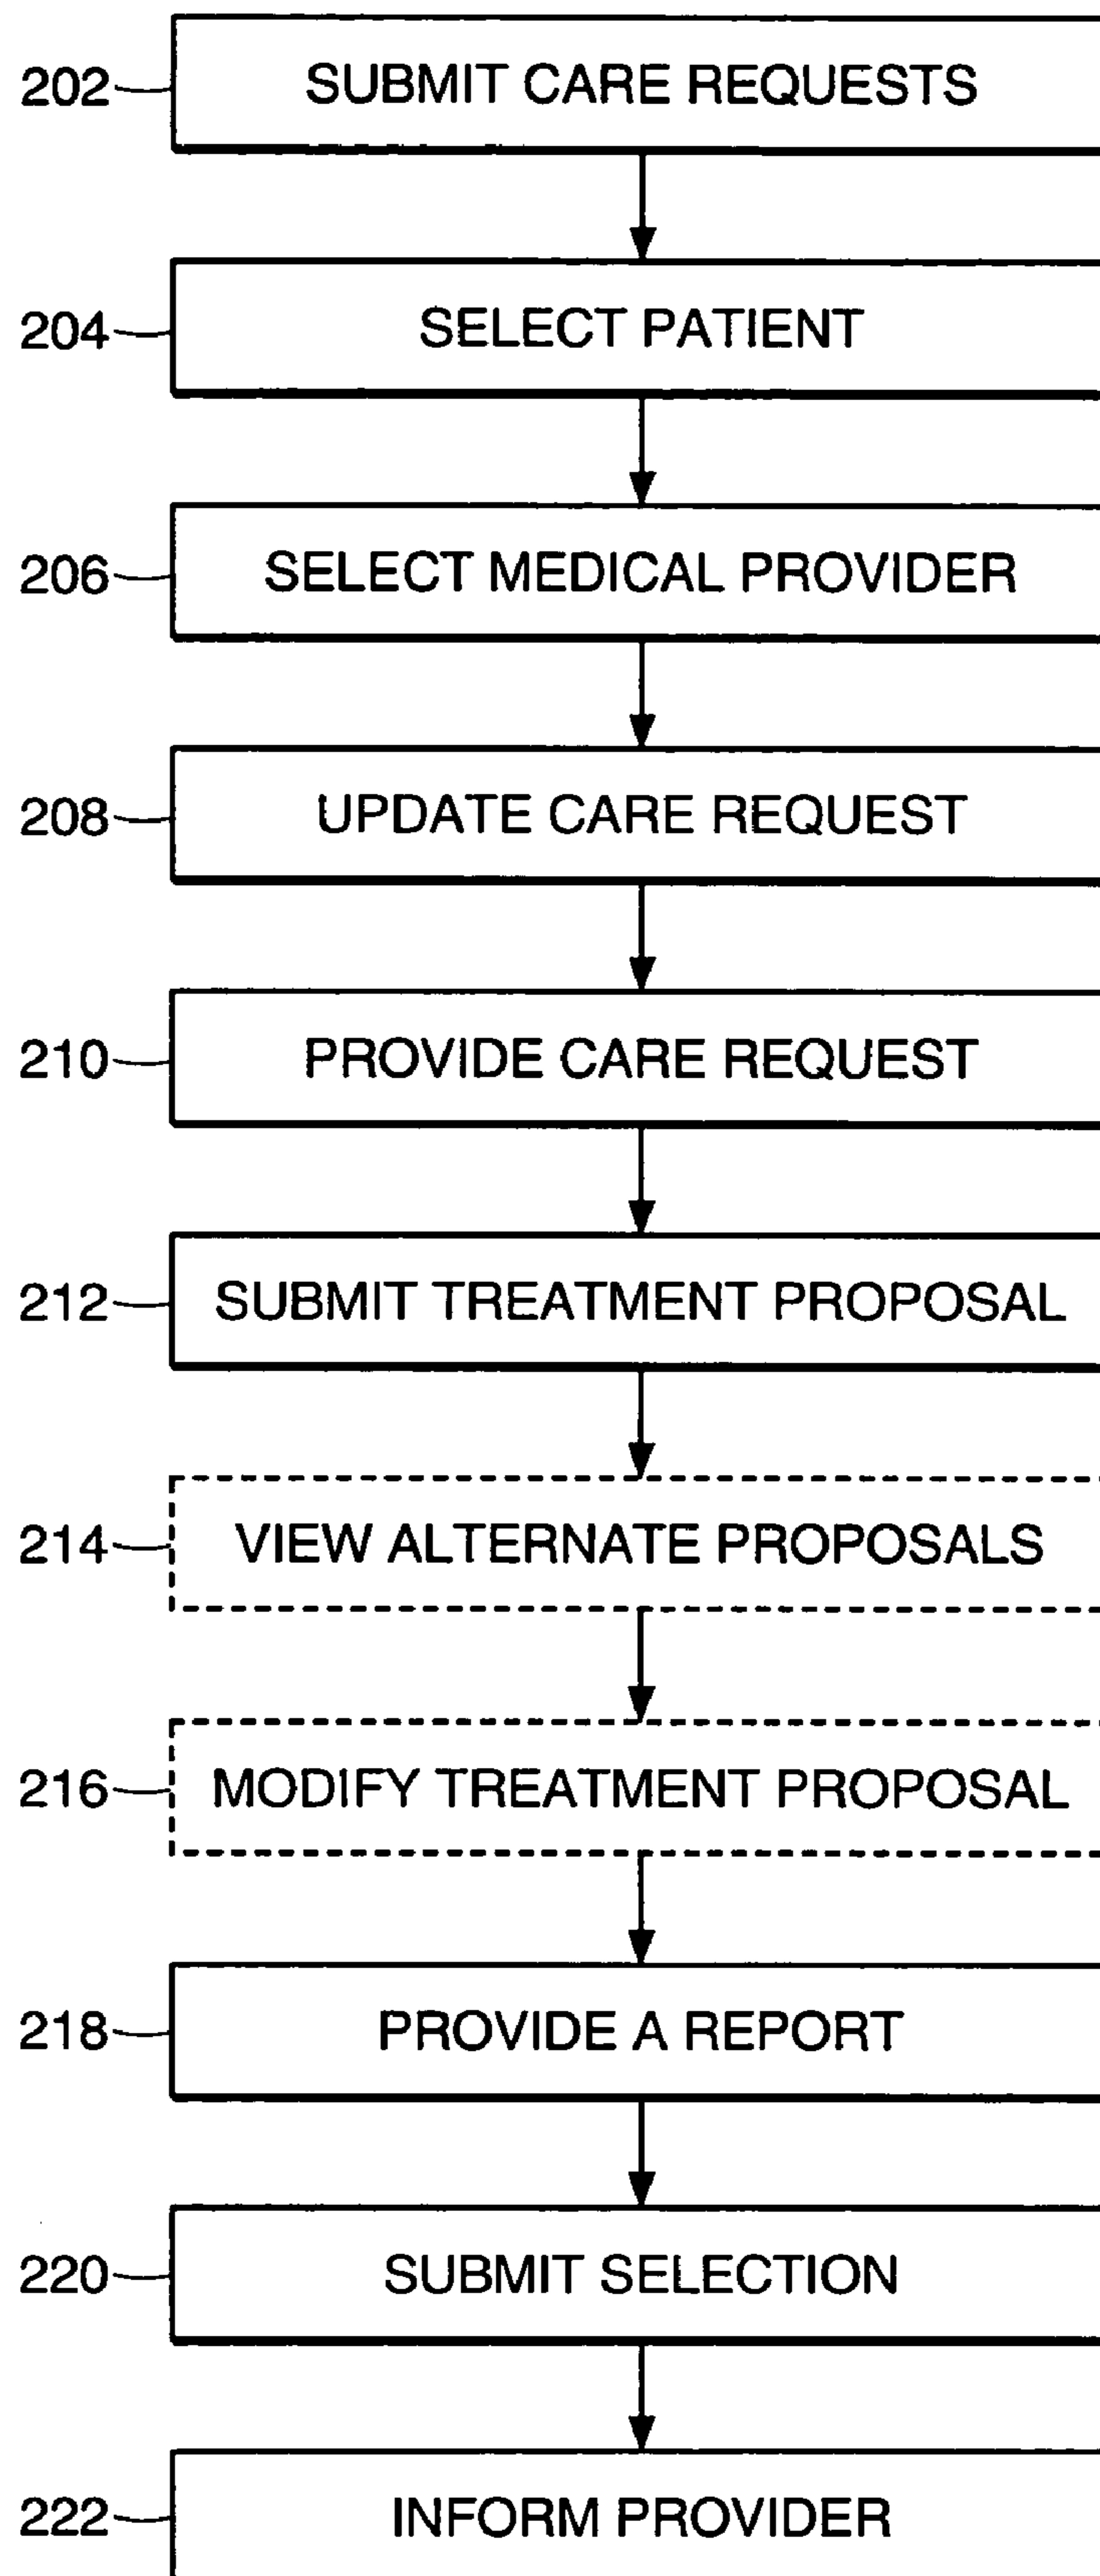 202 SUBMIT CARE REQUESTS
204 SELECT PATIENT
206 SELECT MEDICAL PROVIDER
208 UPDATE CARE REQUEST
210 PROVIDE CARE REQUEST
212 SUBMIT TREATMENT PROPOSAL
214 VIEW ALTERNATE PROPOSALS
216 MODIFY TREATMENT PROPOSAL
218 PROVIDE A REPORT
220 SUBMIT SELECTION
222 INFORM PROVIDER